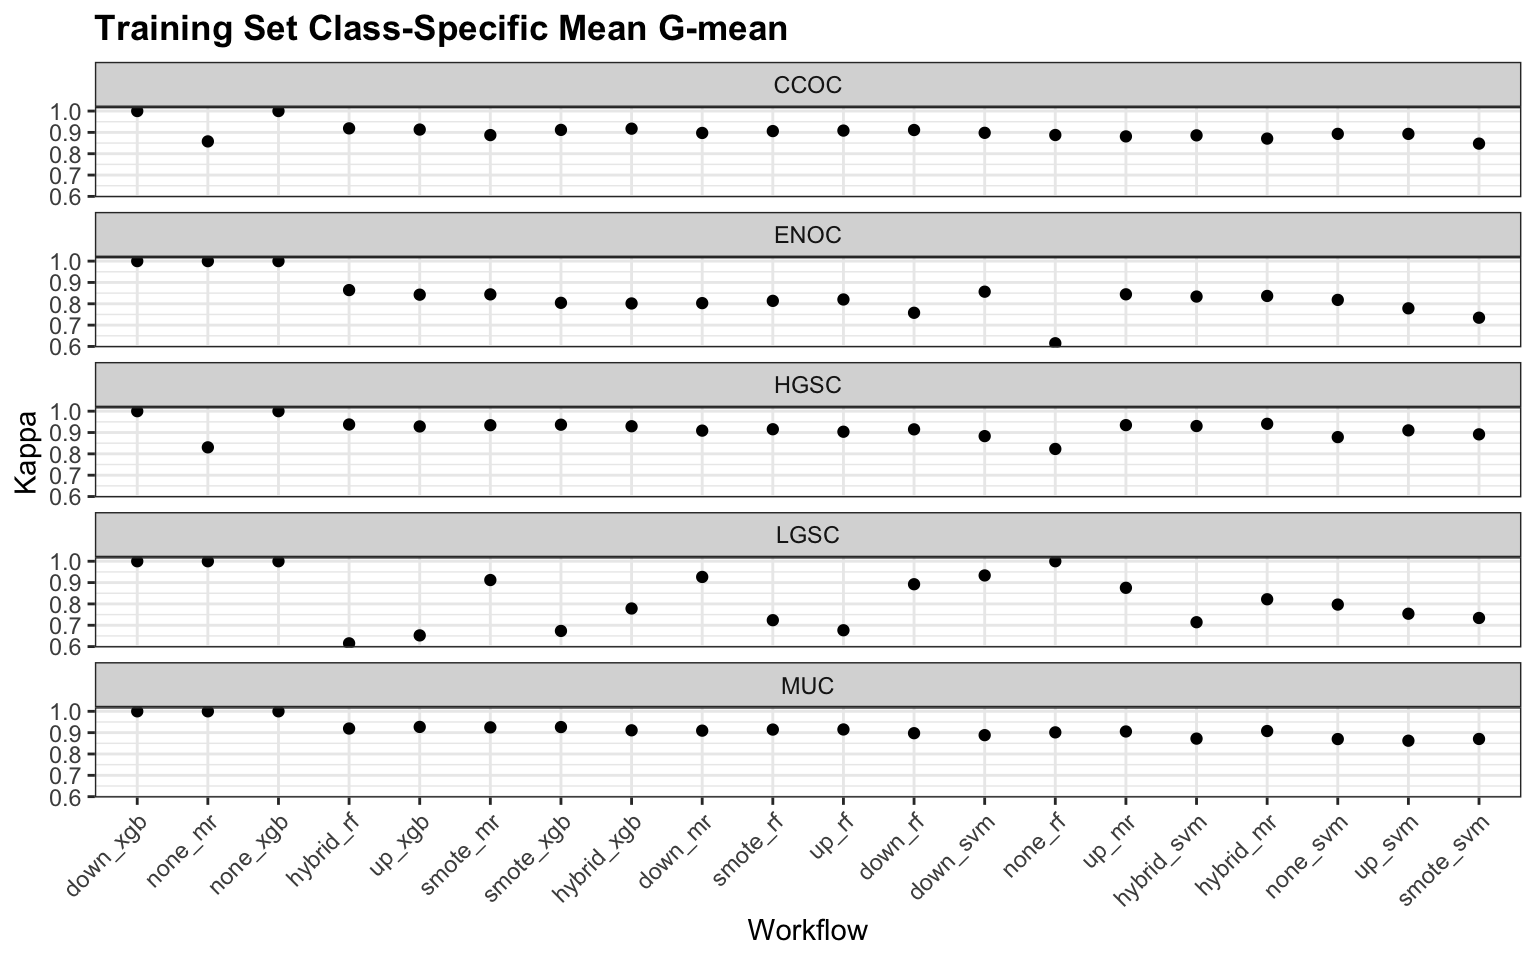 Training Set Class-Specific Mean G-mean
CCOC
1.0
0.9
0.8
0.7
0.6
ENOC
1.0
0.9
0.8
0.7
0.6
HGSC
1.0
0.9
0.8
0.7
0.6
LGSC
1.0
0.9
0.8
0.7
0.6
MUC
1.0
0.9
0.8
0.7
0.6
Kappa
down_xgb
none_mr
none_xgb
hybrid_rf
up_xgb
smote_mr
smote_xgb
hybrid_xgb
down_mr
smote_rf
up_rf
down_rf
down_svm
none_rf
up_mr
hybrid_svm
hybrid_mr
none_svm
up_svm
smote_svm
Workflow